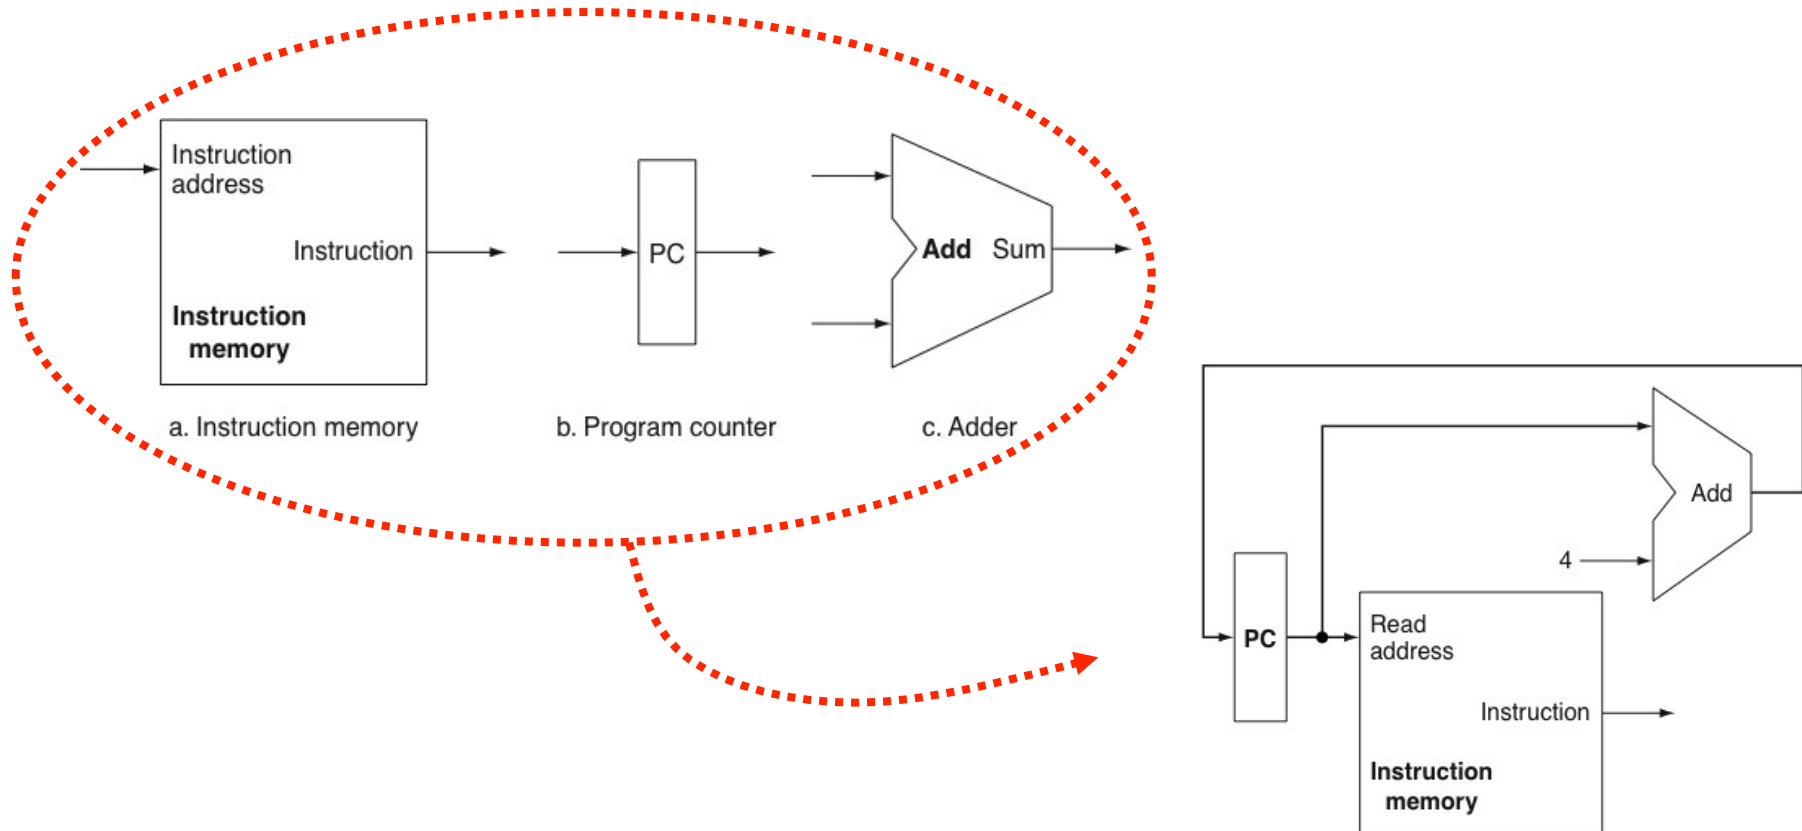 Instruction
address
Instruction
Instruction
memory
a. Instruction memory
PC
b. Program counter
Add Sum
c. Adder
Add
4
PC
Read
address
Instruction
Instruction
memory